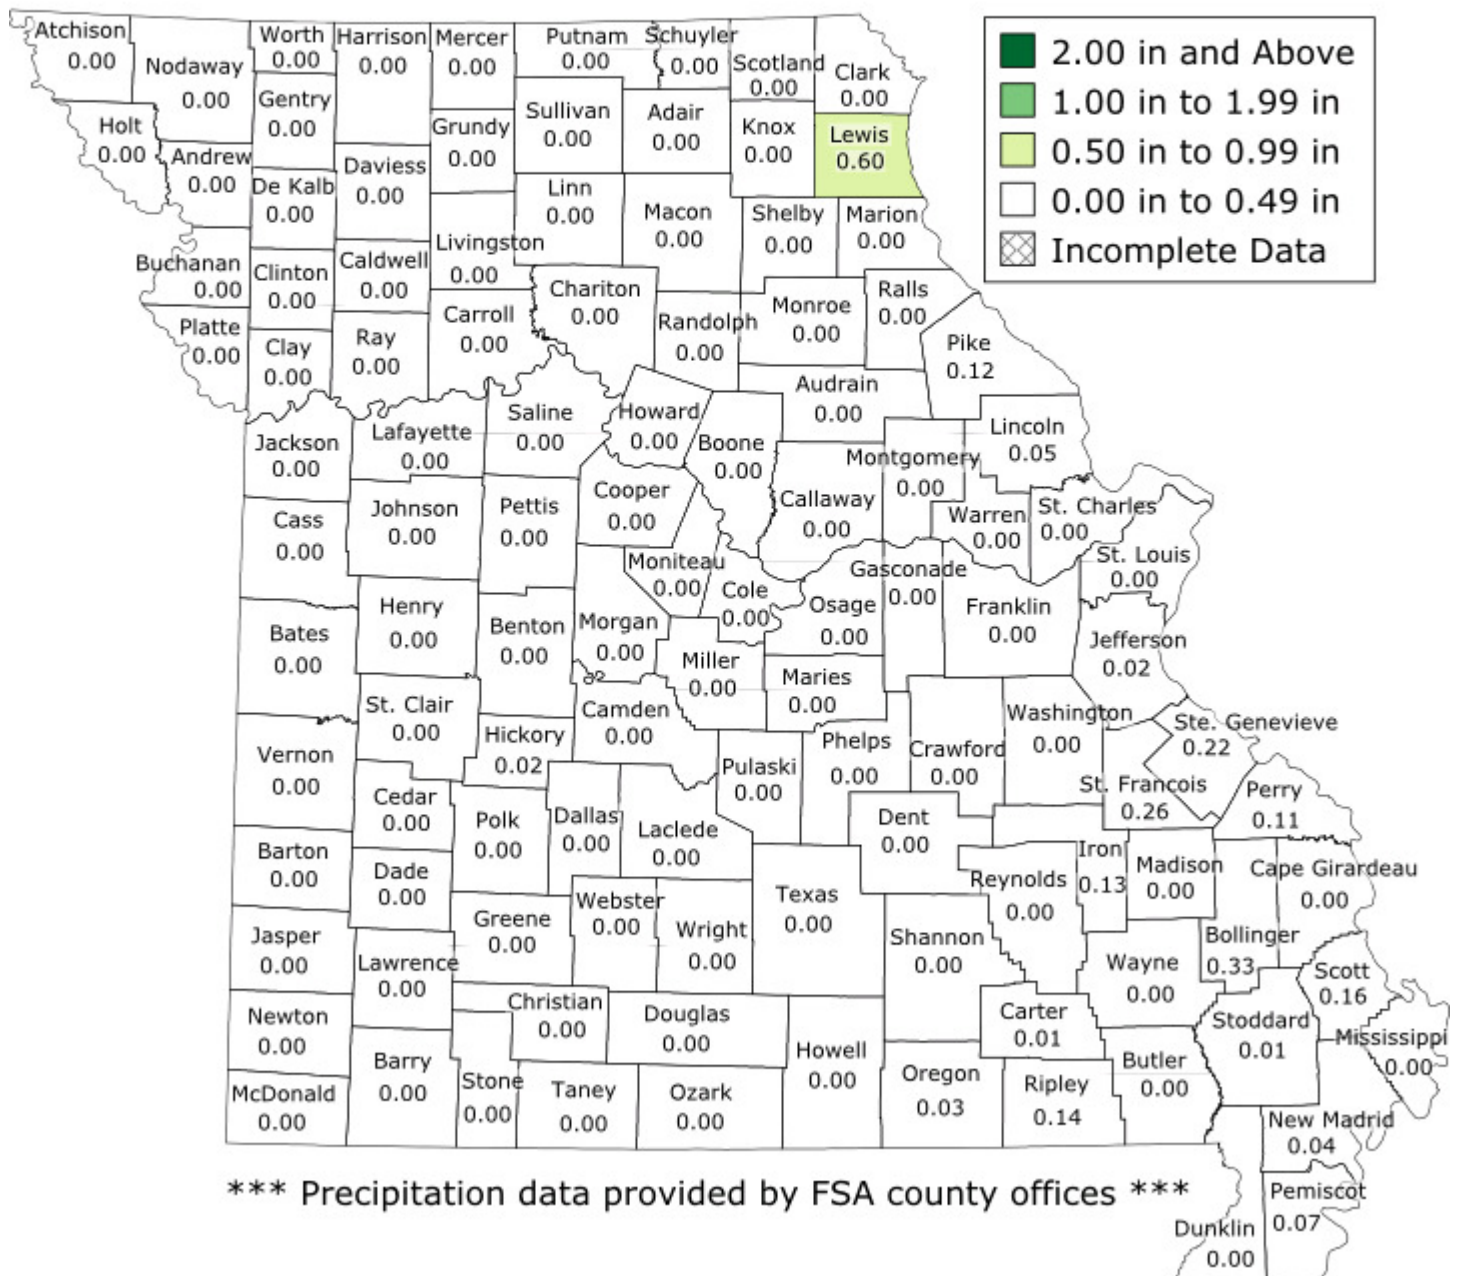 Atchison
0.00
Nodaway
0.00
Worth
0.00
Harrison
0.00
Mercer
0.00
Putnam
0.00
Schuyler
0.00
Scotland
0.00
Clark
0.00
2.00 in and Above
1.00 in to 1.99 in
0.50 in to 0.99 in
0.00 in to 0.49 in
Incomplete Data
Holt
0.00
Andrew
0.00
Gentry
0.00
De Kalb
0.00
Daviess
0.00
Grundy
0.00
Sullivan
0.00
Adair
0.00
Knox
0.00
Lewis
0.60
Linn
0.00
Macon
0.00
Shelby
0.00
Marion
0.00
Buchanan
0.00
Clinton
0.00
Caldwell
0.00
Livingston
0.00
Chariton
0.00
Randolph
0.00
Monroe
0.00
Ralls
0.00
Pike
0.12
Platte
0.00
Clay
0.00
Ray
0.00
Carroll
0.00
Audrain
0.00
Jackson
0.00
Lafayette
0.00
Saline
0.00
Howard
0.00
Boone
0.00
Montgomery
0.00
Lincoln
0.05
Cass
0.00
Johnson
0.00
Pettis
0.00
Cooper
0.00
Callaway
0.00
Warren
0.00
St. Charles
0.00
St. Louis
0.00
Moniteau
0.00
Cole
0.00
Osage
0.00
Gasconade
0.00
Franklin
0.00
Jefferson
0.02
Bates
0.00
Henry
0.00
Benton
0.00
Morgan
0.00
Miller
0.00
Maries
0.00
St. Clair
0.00
Hickory
0.02
Camden
0.00
Washington
0.00
Ste. Genevieve
0.22
Vernon
0.00
Cedar
0.00
Polk
0.00
Dallas
0.00
Laclede
0.00
Pulaski
0.00
Phelps
0.00
Crawford
0.00
Dent
0.00
St. Francois
0.26
Perry
0.11
Barton
0.00
Dade
0.00
Greene
0.00
Webster
0.00
Wright
0.00
Texas
0.00
Reynolds
0.00
Iron
0.13
Madison
0.00
Cape Girardeau
0.00
Jasper
0.00
Lawrence
0.00
Shannon
0.00
Wayne
0.00
Bollinger
0.33
Scott
0.16
Newton
0.00
Christian
0.00
Douglas
0.00
Howell
0.00
Carter
0.01
Stoddard
0.01
Mississippi
0.00
McDonald
0.00
Barry
0.00
Stone
0.00
Taney
0.00
Ozark
0.00
Oregon
0.03
Ripley
0.14
Butler
0.00
New Madrid
0.04
*** Precipitation data provided by FSA county offices ***
Pemiscot
0.07
Dunklin
0.00